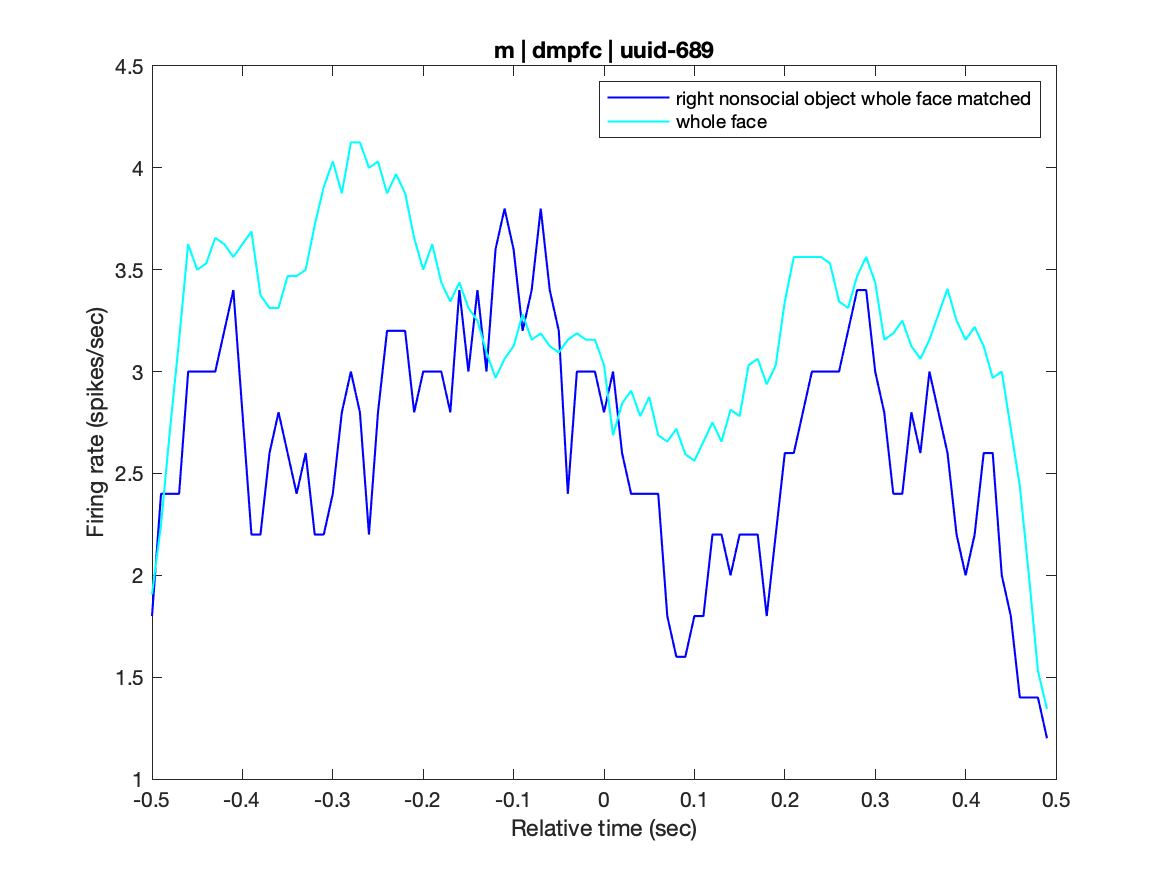 m | dmpfc | uuid-689
4.5
4
3.5
3
2.5
2
1.5
1
Firing rate (spikes/sec)
right nonsocial object whole face matched
whole face
-0.5 -0.4 -0.3 -0.2 -0.1 0 0.1 0.2 0.3 0.4 0.5
Relative time (sec)